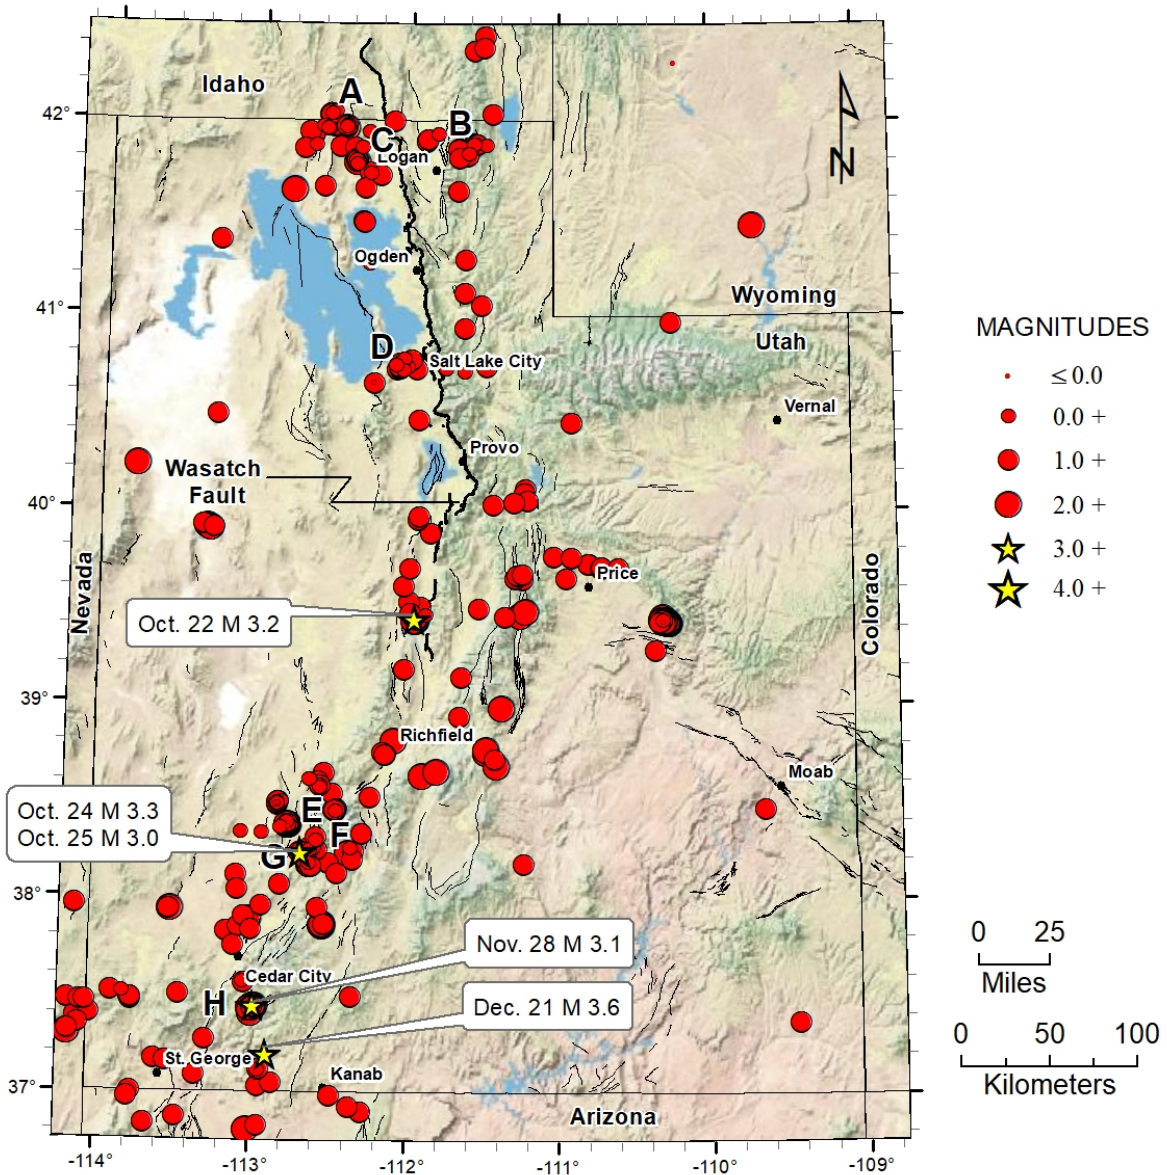 Idaho
A
42°
B
C
Logan
N
Ogden
Wyoming
41°
Utah
D
Salt Lake City
Vernal
Provo
Wasatch
Fault
40°
Nevada
Price
Colorado
Oct. 22 M 3.2
39°
Richfield
Moab
Oct. 24 M 3.3
Oct. 25 M 3.0
E
F
G
38°
Nov. 28 M 3.1
Cedar City
H
Dec. 21 M 3.6
St. George
Kanab
37°
Arizona
-114°
-113°
-112°
-111°
-110°
-109°
MAGNITUDES
≤ 0.0
0.0 +
1.0 +
2.0 +
3.0 +
4.0 +
0 25
Miles
0 50 100
Kilometers